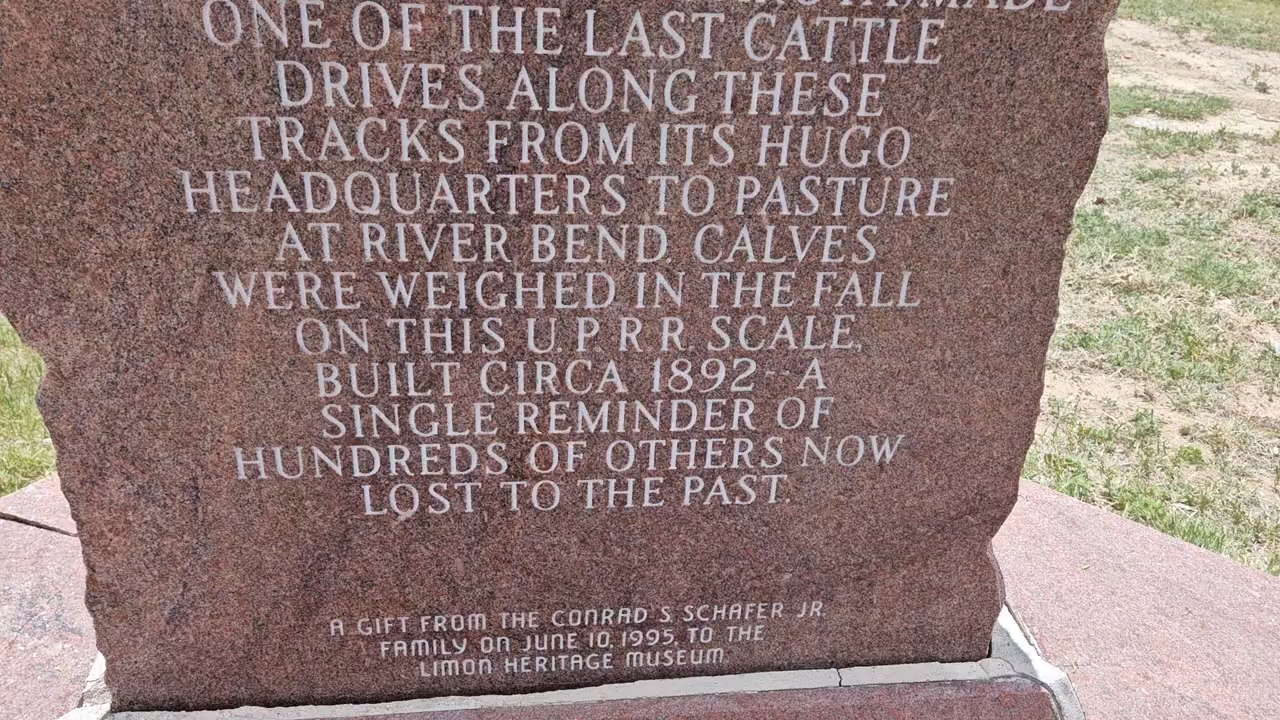 MADE
ONE OF THE LAST CATTLE
DRIVES ALONG THESE
TRACKS FROM ITS HUGO
HEADQUARTERS TO PASTURE
AT RIVER BEND CALVES
WERE WEIGHED IN THE FALL
ON THIS U.P.R.R. SCALE,
BUILT CIRCA 1892--A
SINGLE REMINDER OF
HUNDREDS OF OTHERS NOW
LOST TO THE PAST.
A GIFT FROM THE CONRAD S. SCHAFER JR.
FAMILY ON JUNE 10, 1995, TO THE
LIMON HERITAGE MUSEUM.